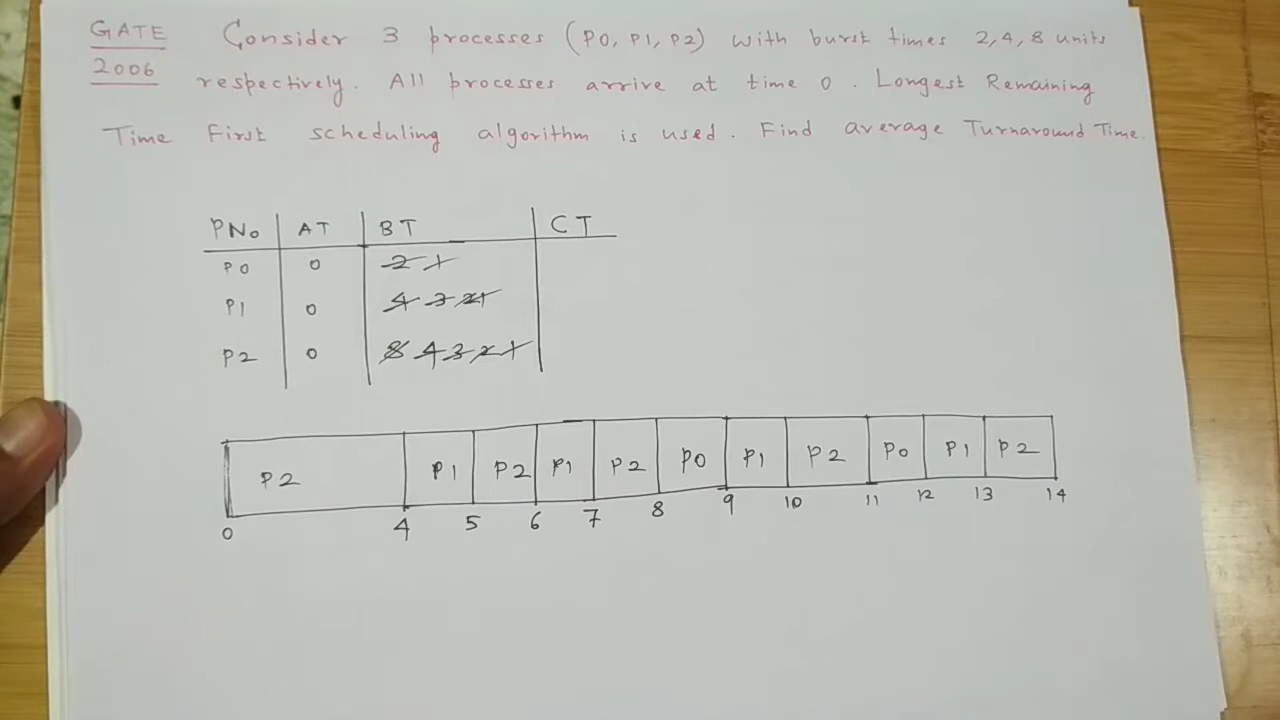 GATE Consider 3 processes (P0, P1, P2) with burst times 2, 4, 8 units
2006 respectively. All processes arrive at time 0. Longest Remaining
Time First scheduling algorithm is used. Find average Turnaround Time.
PNo AT BT CT
P0 0 2 1
P1 0 4 3 2 1
P2 0 8 4 3 2 1
P2 P1 P2 P1 P2 P0 P1 P2 P0 P1 P2
0 4 5 6 7 8 9 10 11 12 13 14